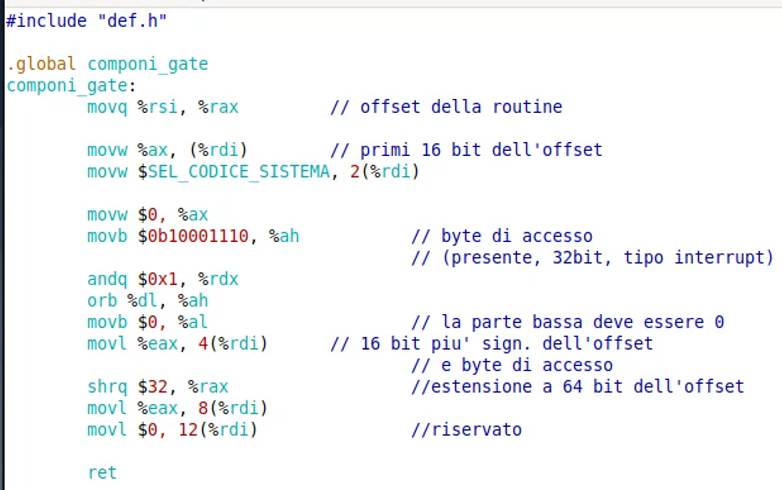 #include "def.h"
.global componi_gate
componi_gate:
movq %rsi, %rax // offset della routine
movw %ax, (%rdi) // primi 16 bit dell'offset
movw $SEL_CODICE_SISTEMA, 2(%rdi)
movw $0, %ax
movb $0b10001110, %ah // byte di accesso
// (presente, 32bit, tipo interrupt)
andq $0x1, %rdx
orb %dl, %ah
movb $0, %al // la parte bassa deve essere 0
movl %eax, 4(%rdi) // 16 bit piu' sign. dell'offset
// e byte di accesso
shrq $32, %rax //estensione a 64 bit dell'offset
movl %eax, 8(%rdi)
movl $0, 12(%rdi) //riservato
ret